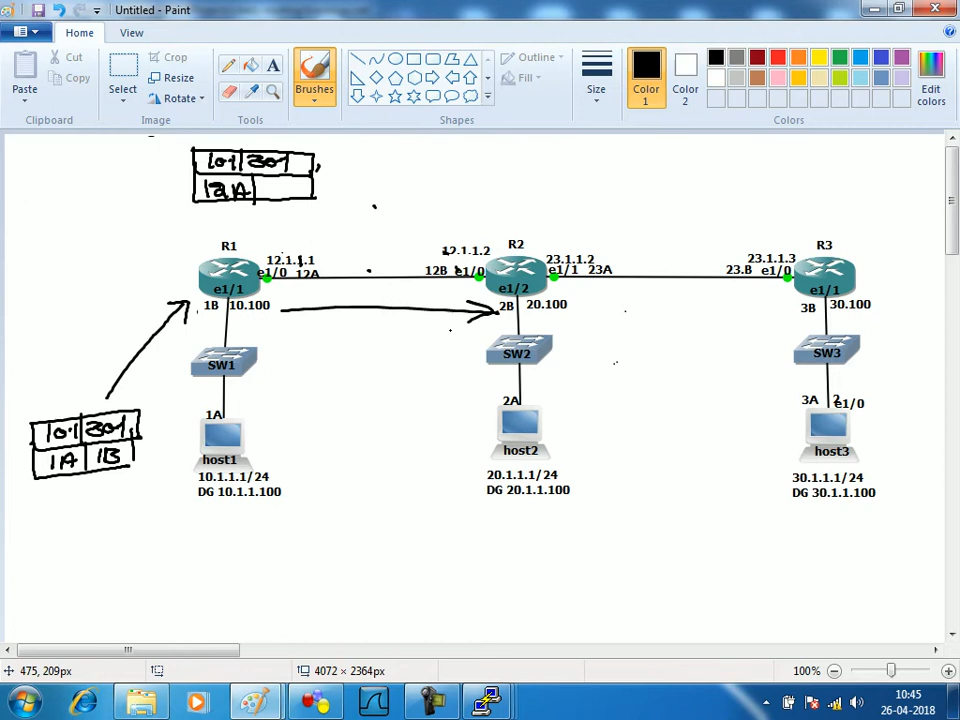 Untitled - Paint
Home View
Cut
Copy
Paste
Clipboard
Select
Crop
Resize
Rotate
Image
Tools
Brushes
Shapes
Outline
Fill
Size
Color 1
Color 2
Colors
Edit colors
10.1 30.1
12A
R1
12.1.1.1
e1/0 12A
e1/1
1B 10.100
SW1
1A
host1
10.1.1.1/24
DG 10.1.1.100
10.1 30.1
1A 1B
R2
12.1.1.2
12B e1/0
23.1.1.2
e1/1 23A
e1/2
2B 20.100
SW2
2A
host2
20.1.1.1/24
DG 20.1.1.100
R3
23.1.1.3
23.B e1/0
e1/1
3B 30.100
SW3
3A e1/0
host3
30.1.1.1/24
DG 30.1.1.100
475, 209px
4072 × 2364px
100%
10:45
26-04-2018